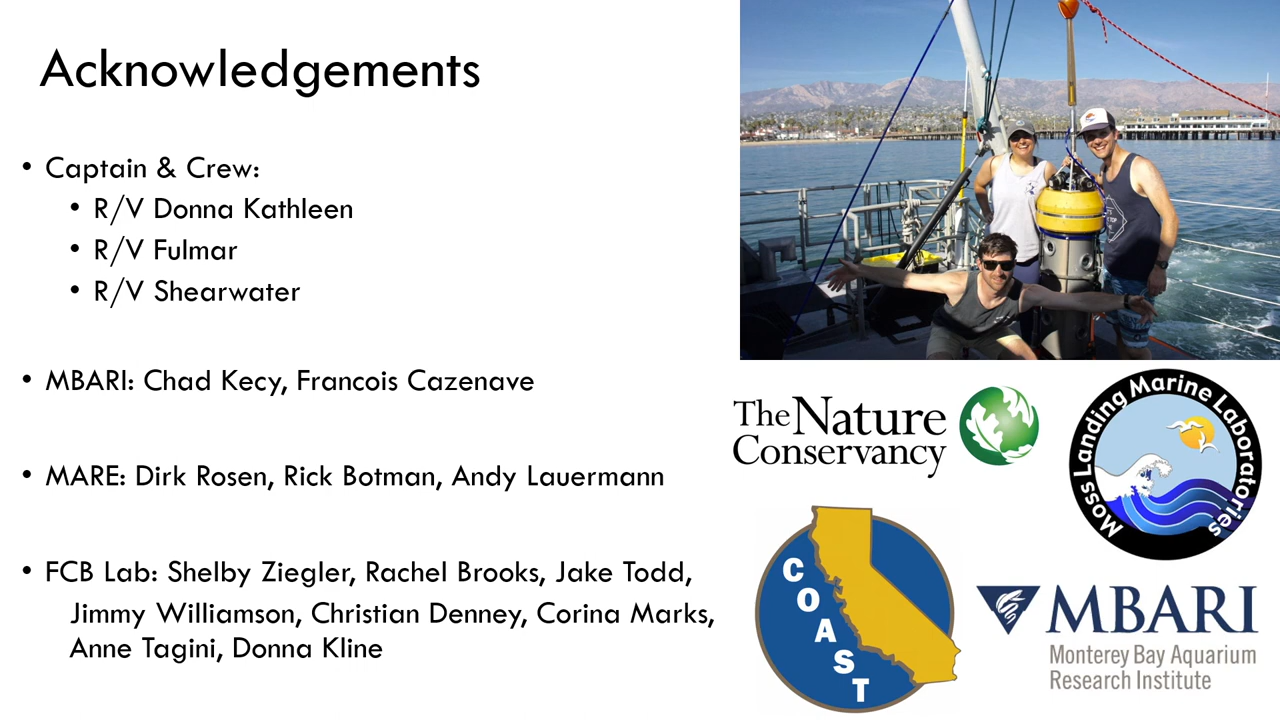 Acknowledgements
• Captain & Crew:
• R/V Donna Kathleen
• R/V Fulmar
• R/V Shearwater
• MBARI: Chad Kecy, Francois Cazenave
• MARE: Dirk Rosen, Rick Botman, Andy Lauermann
• FCB Lab: Shelby Ziegler, Rachel Brooks, Jake Todd,
Jimmy Williamson, Christian Denney, Corina Marks,
Anne Tagini, Donna Kline
The Nature
Conservancy
Moss Landing Marine Laboratories
COAST
MBARI
Monterey Bay Aquarium
Research Institute